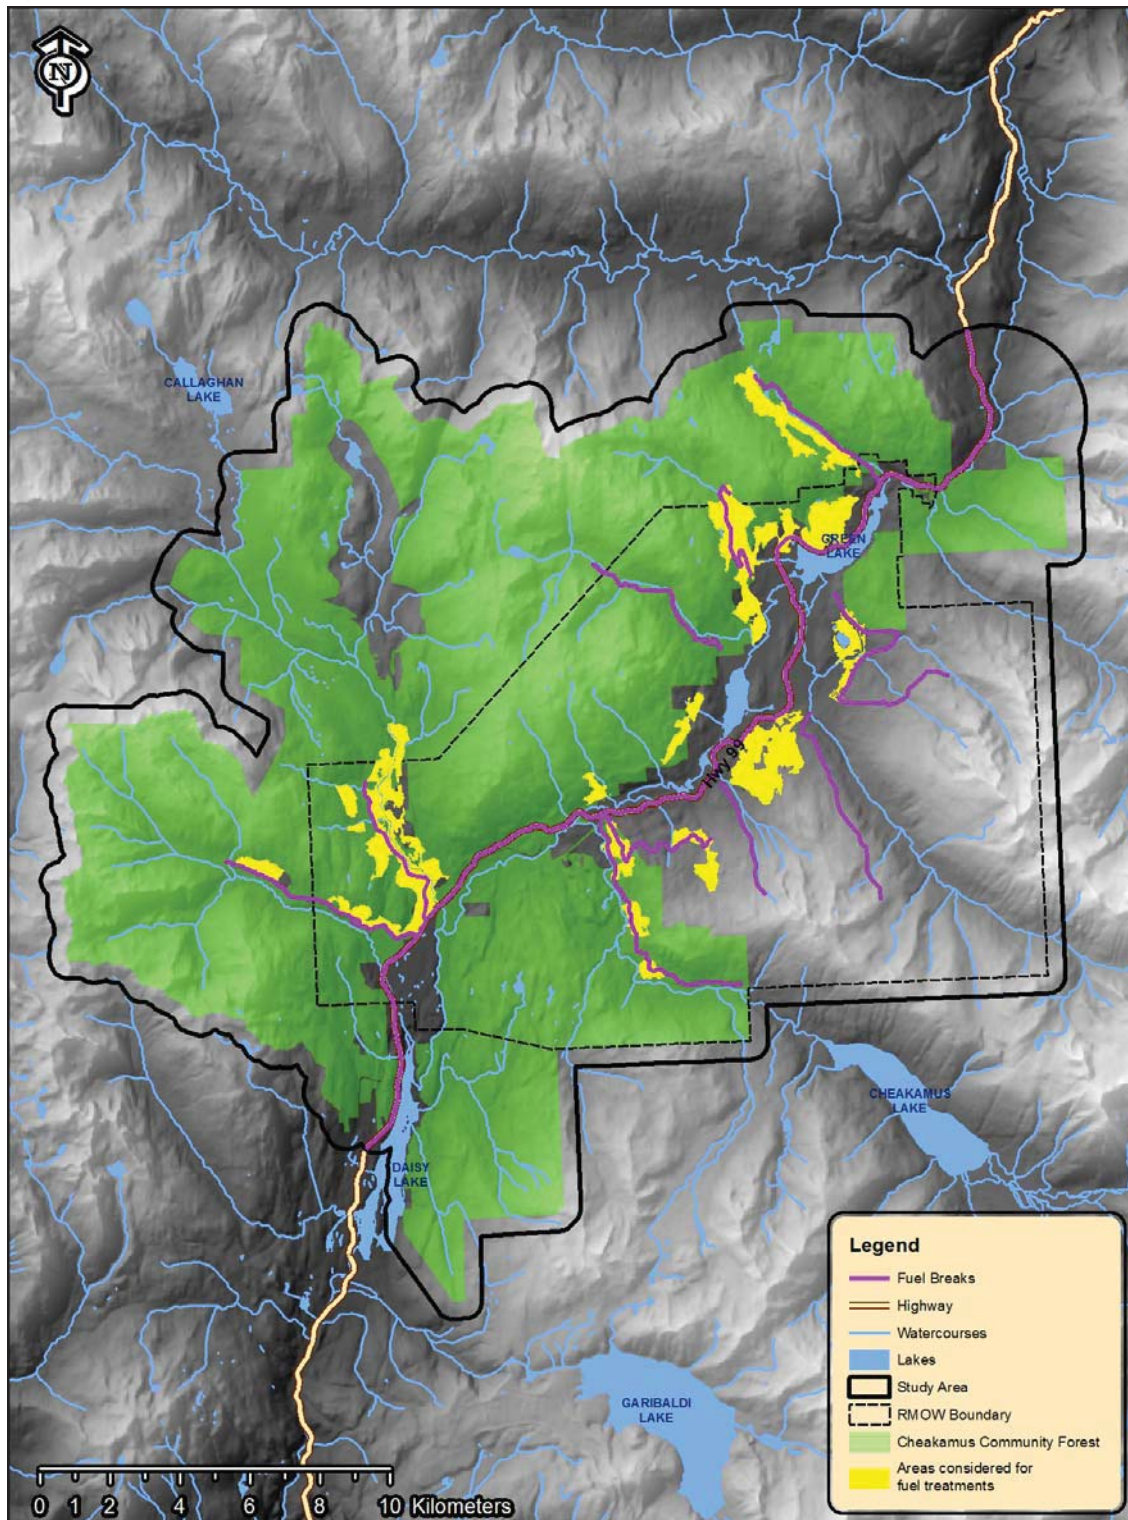 N
CALLAGHAN
LAKE
GREEN
LAKE
Hwy 99
CHEAKAMUS
LAKE
DAISY
LAKE
GARIBALDI
LAKE
Legend
Fuel Breaks
Highway
Watercourses
Lakes
Study Area
RMOW Boundary
Cheakamus Community Forest
Areas considered for
fuel treatments
0 1 2 4 6 8 10 Kilometers